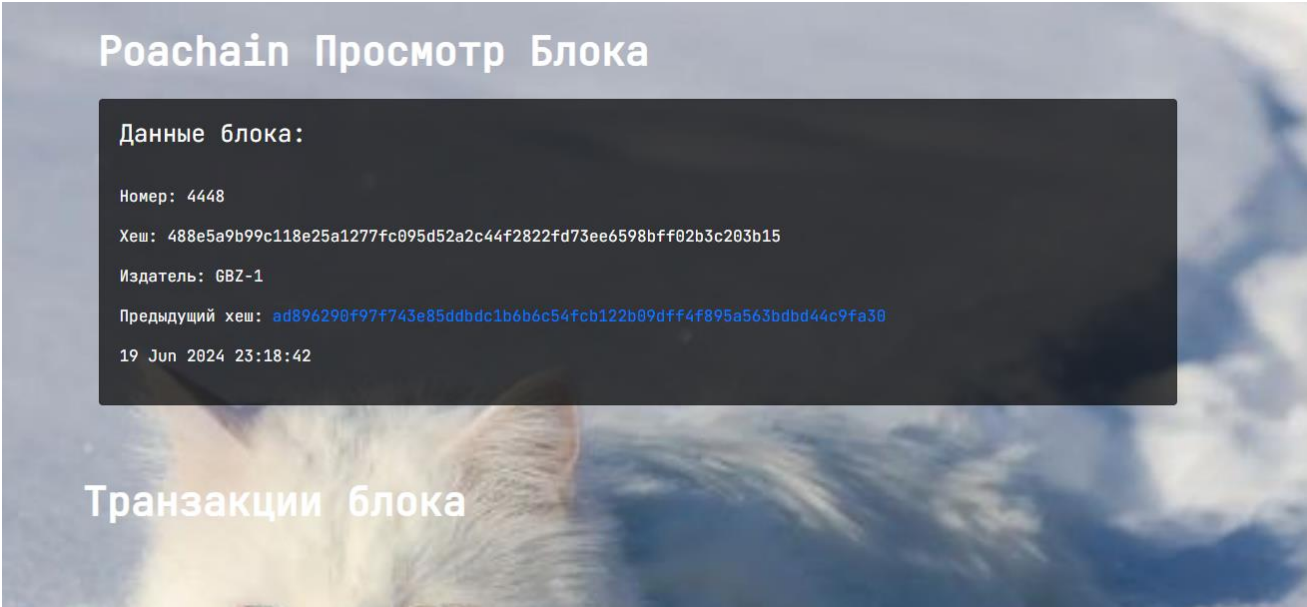 Poachain Просмотр Блока
Данные блока:
Номер: 4448
Хеш: 488e5a9b99c118e25a1277fc095d52a2c44f2822fd73ee6598bff02b3c203b15
Издатель: GBZ-1
Предыдущий хеш: ad896290f97f743e85ddbdc1b6b6c54fcb122b09dff4f895a563bdbd44c9fa30
19 Jun 2024 23:18:42
Транзакции блока